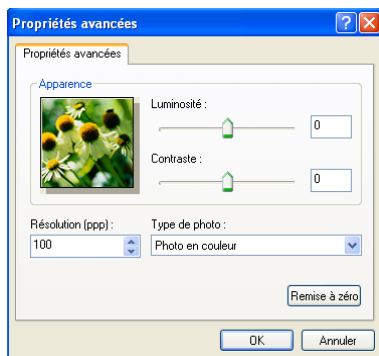 Propriétés avancées
Propriétés avancées
Apparence
Luminosité :
0
Contraste :
0
Résolution (ppp) :
Type de photo :
100
Photo en couleur
Remise à zéro
OK
Annuler